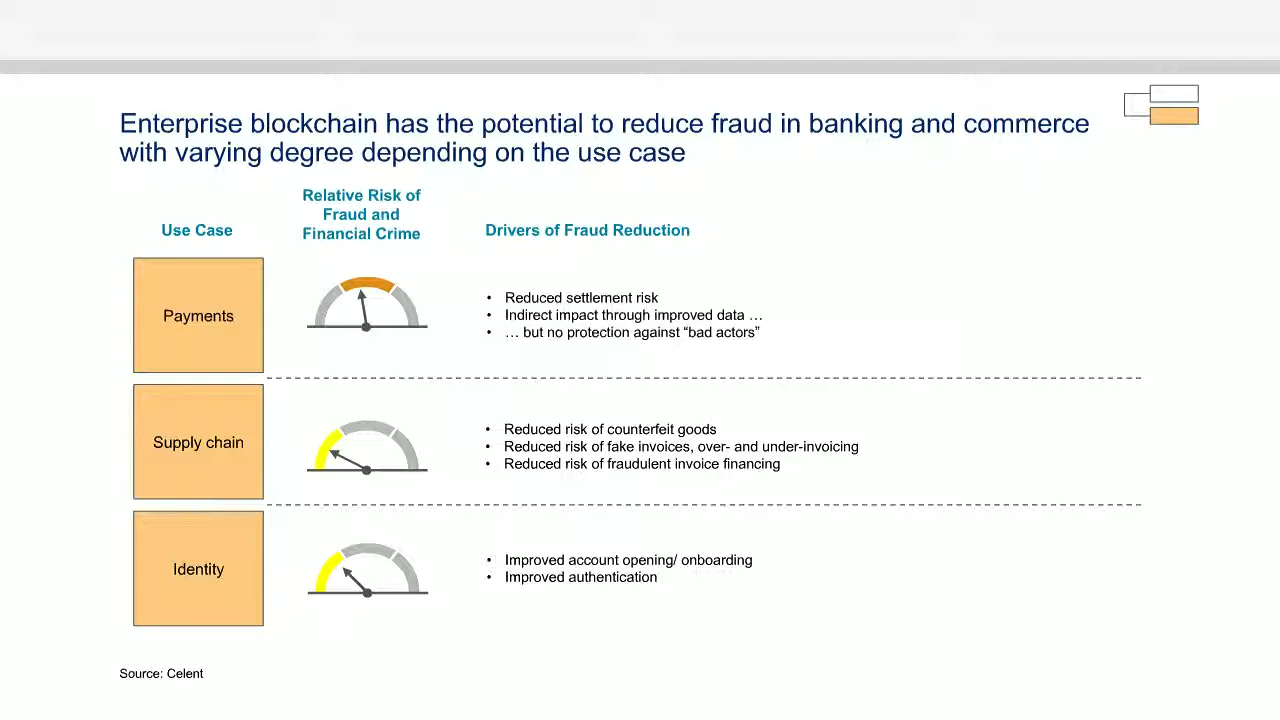 Enterprise blockchain has the potential to reduce fraud in banking and commerce
with varying degree depending on the use case
Use Case
Relative Risk of
Fraud and
Financial Crime
Drivers of Fraud Reduction
Payments
• Reduced settlement risk
• Indirect impact through improved data …
• … but no protection against “bad actors”
Supply chain
• Reduced risk of counterfeit goods
• Reduced risk of fake invoices, over- and under-invoicing
• Reduced risk of fraudulent invoice financing
Identity
• Improved account opening/ onboarding
• Improved authentication
Source: Celent